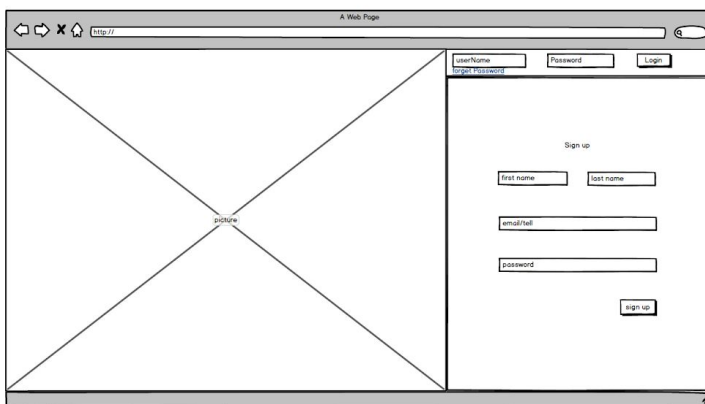 A Web Page
http://
userName Password Login
forget Password
Sign up
first name last name
email/tell
picture
password
sign up